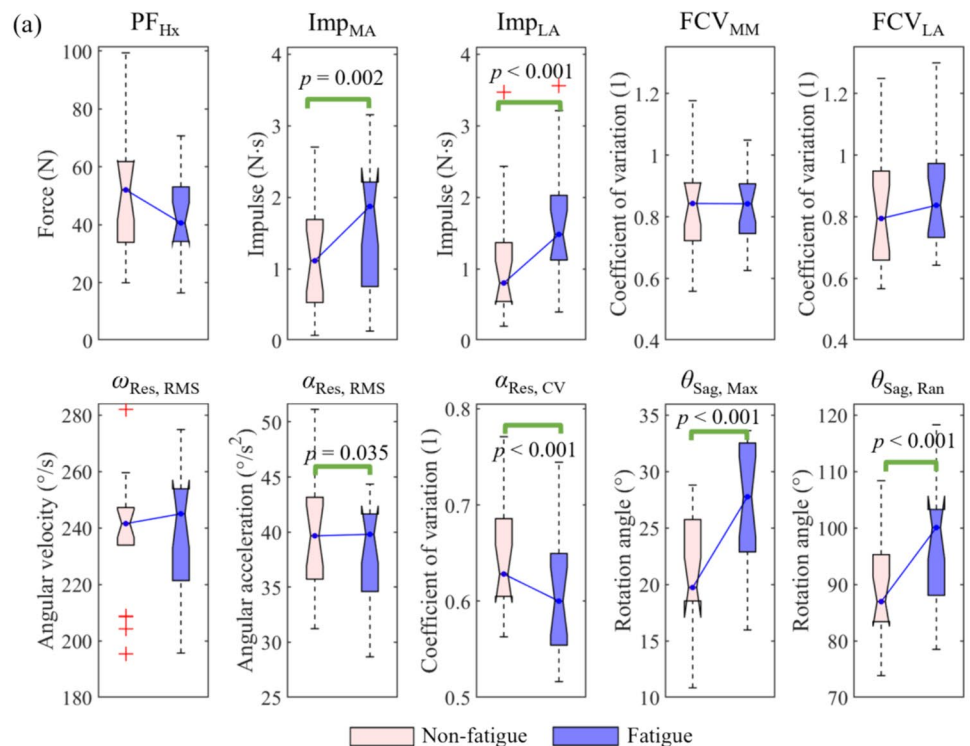 (a)
PF_Hx
Imp_MA
Imp_LA
FCV_MM
FCV_LA
Force (N)
100
80
60
40
20
0
Impulse (N·s)
4
3
2
1
0
p = 0.002
Impulse (N·s)
4
3
2
1
0
p < 0.001
Coefficient of variation (1)
1.2
1
0.8
0.6
0.4
Coefficient of variation (1)
1.2
1
0.8
0.6
0.4
ω_Res, RMS
α_Res, RMS
α_Res, CV
θ_Sag, Max
θ_Sag, Ran
Angular velocity (°/s)
280
260
240
220
200
180
Angular acceleration (°/s²)
50
45
40
35
30
25
p = 0.035
Coefficient of variation (1)
0.8
0.7
0.6
0.5
p < 0.001
Rotation angle (°)
35
30
25
20
15
10
p < 0.001
Rotation angle (°)
120
110
100
90
80
70
p < 0.001
Non-fatigue
Fatigue